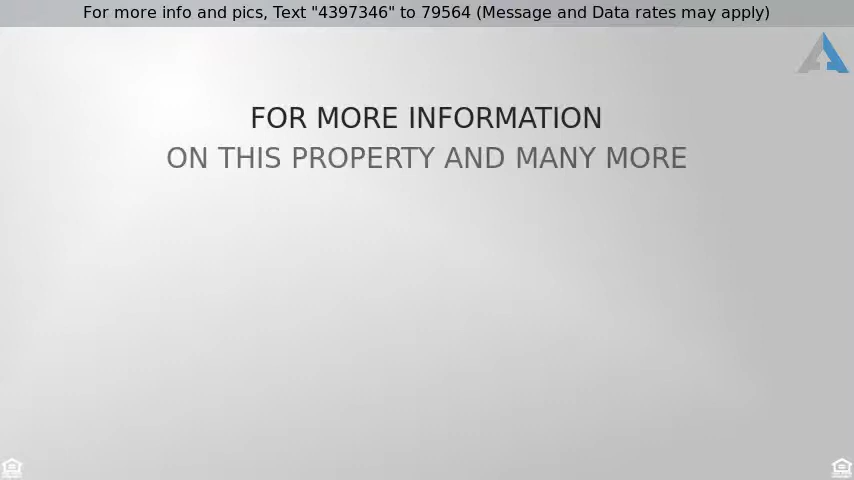 For more info and pics, Text "4397346" to 79564 (Message and Data rates may apply)
FOR MORE INFORMATION
ON THIS PROPERTY AND MANY MORE